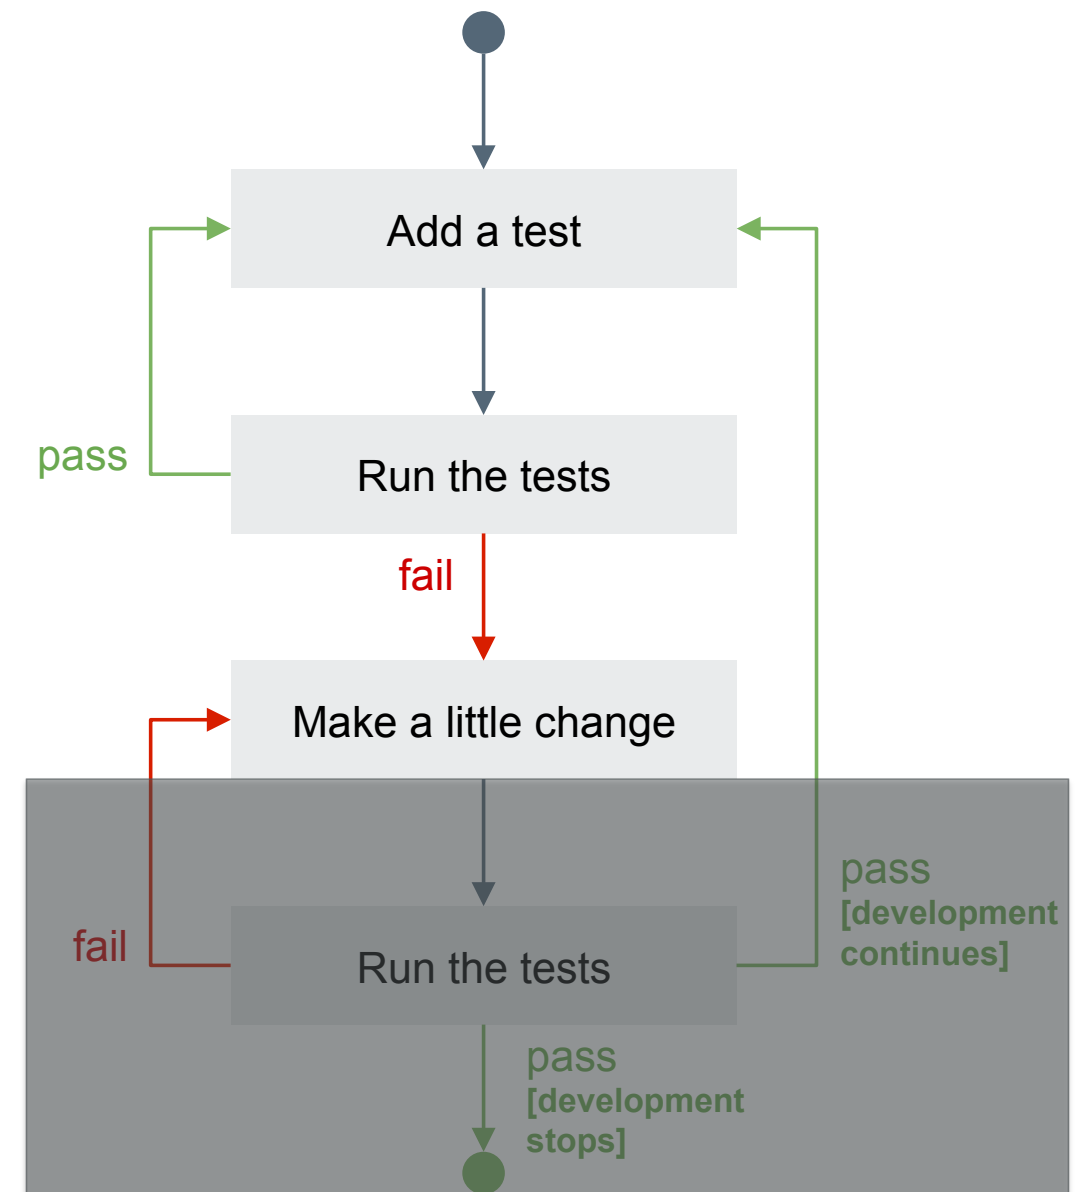 Add a test
pass
Run the tests
fail
Make a little change
pass
[development
continues]
fail
Run the tests
pass
[development
stops]